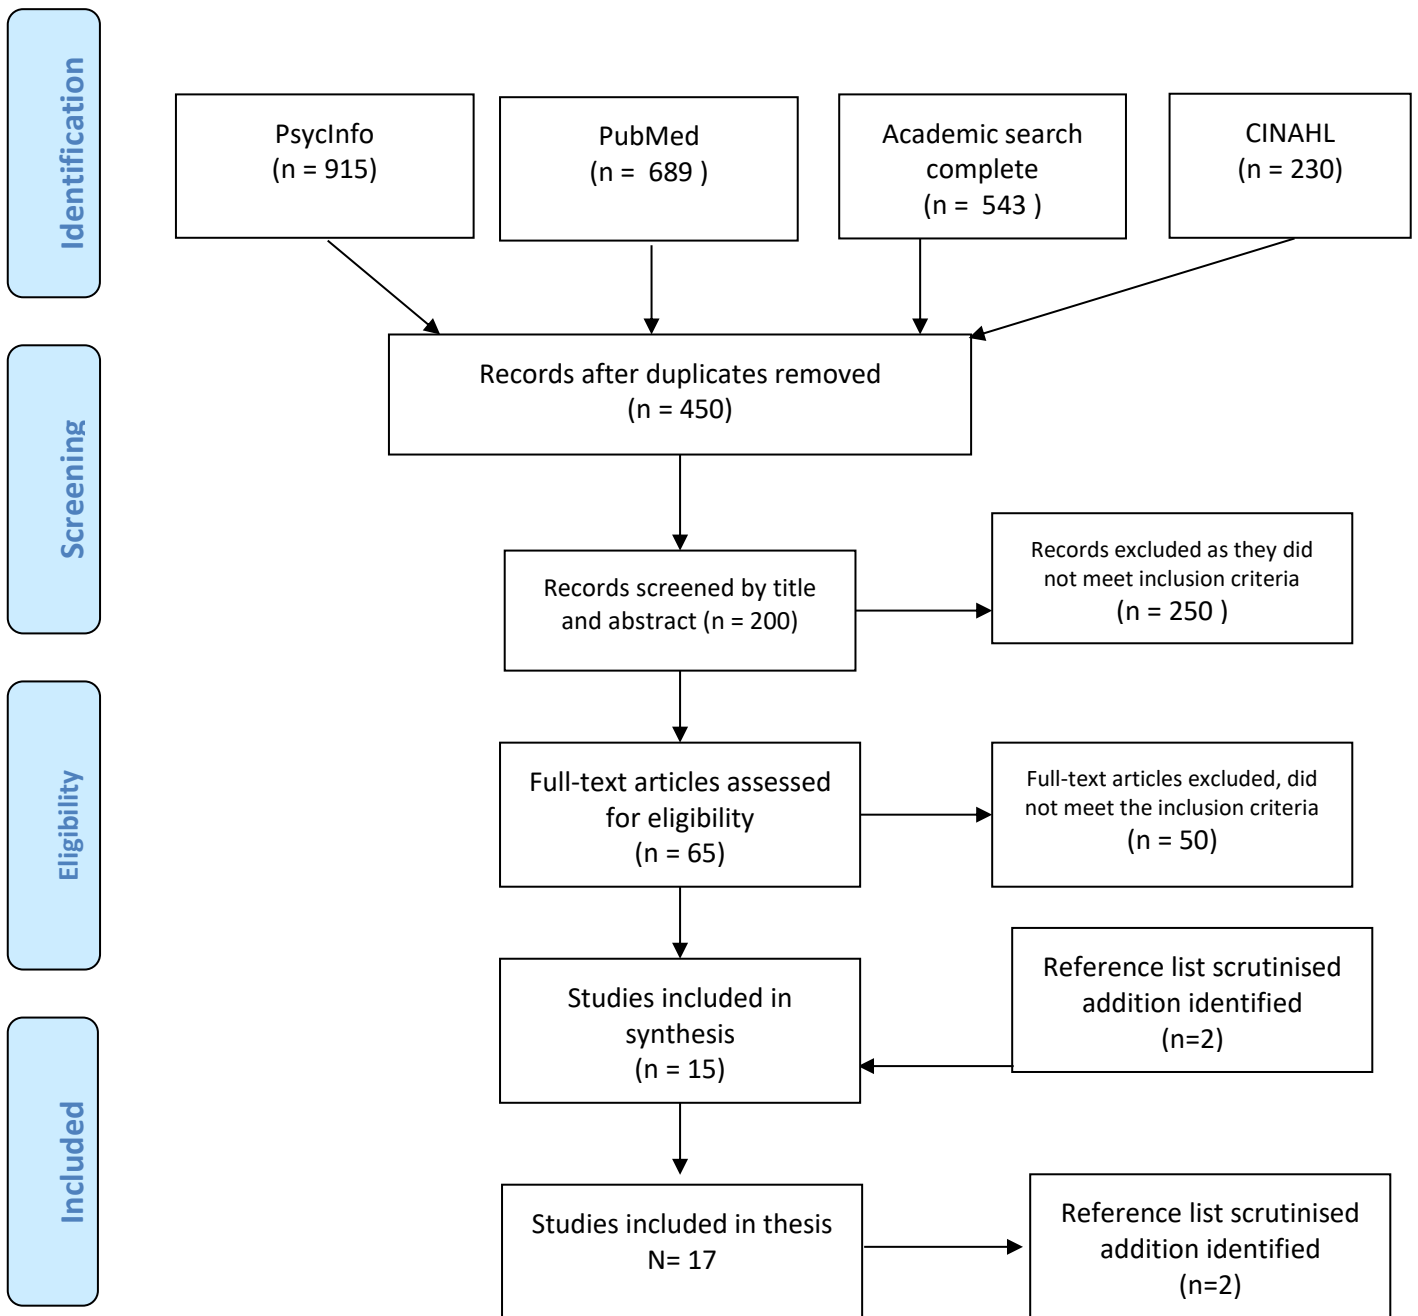 Identification
PsycInfo
(n = 915)
PubMed
(n =  689 )
Academic search
complete
(n =  543 )
CINAHL
(n = 230)
Records after duplicates removed
(n = 450)
Screening
Records screened by title
and abstract (n = 200)
Records excluded as they did
not meet inclusion criteria
(n = 250 )
Eligibility
Full-text articles assessed
for eligibility
(n = 65)
Full-text articles excluded, did
not meet the inclusion criteria
(n = 50)
Studies included in
synthesis
(n = 15)
Reference list scrutinised
addition identified
(n=2)
Included
Studies included in thesis
N= 17
Reference list scrutinised
addition identified
(n=2)